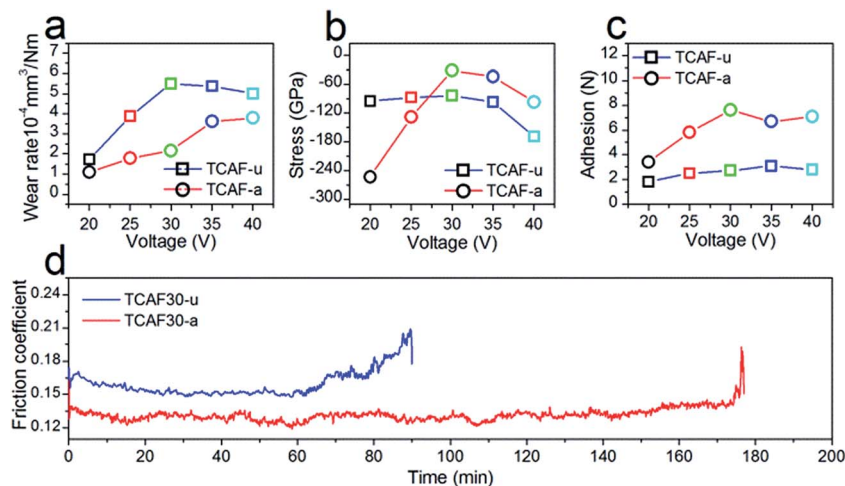 a
Wear rate10⁻⁴mm³/Nm
7
6
5
4
3
2
1
0
TCAF-u
TCAF-a
20 25 30 35 40
Voltage (V)
b
Stress (GPa)
0
-60
-120
-180
-240
-300
TCAF-u
TCAF-a
20 25 30 35 40
Voltage (V)
c
Adhesion (N)
12
10
8
6
4
2
0
TCAF-u
TCAF-a
20 25 30 35 40
Voltage (V)
d
Friction coefficient
0.24
0.21
0.18
0.15
0.12
TCAF30-u
TCAF30-a
0 20 40 60 80 100 120 140 160 180 200
Time (min)